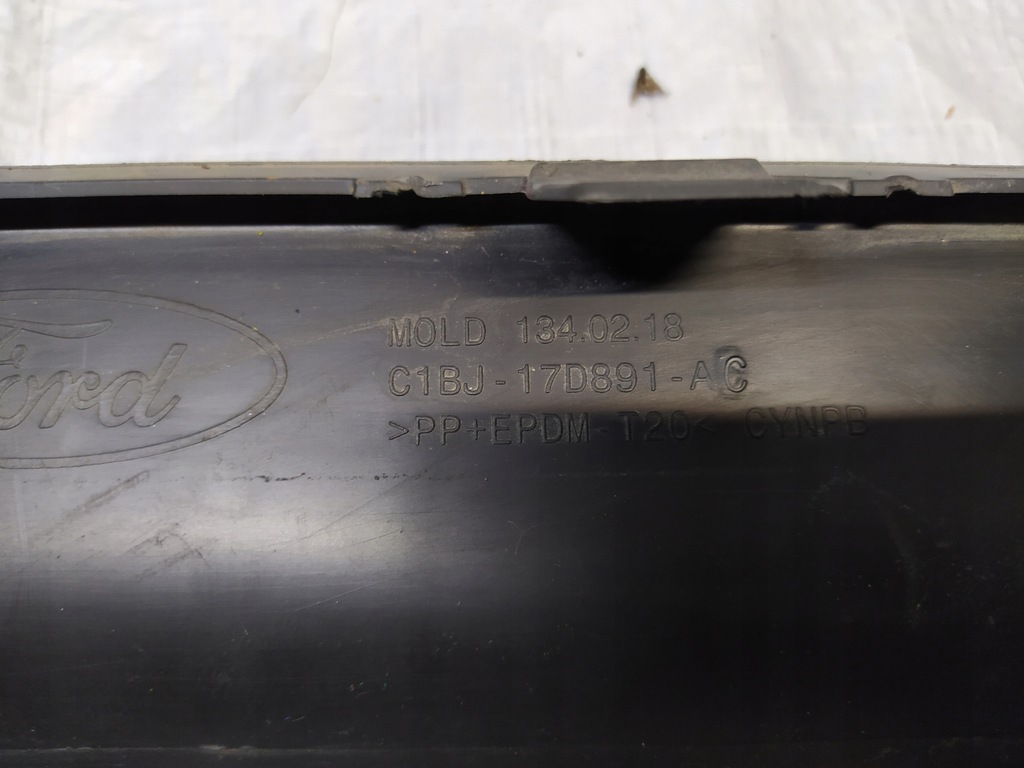 Ford
MOLD 134.02.18
C1BJ-17D891-AC
>PP+EPDM-T20< CYNPB